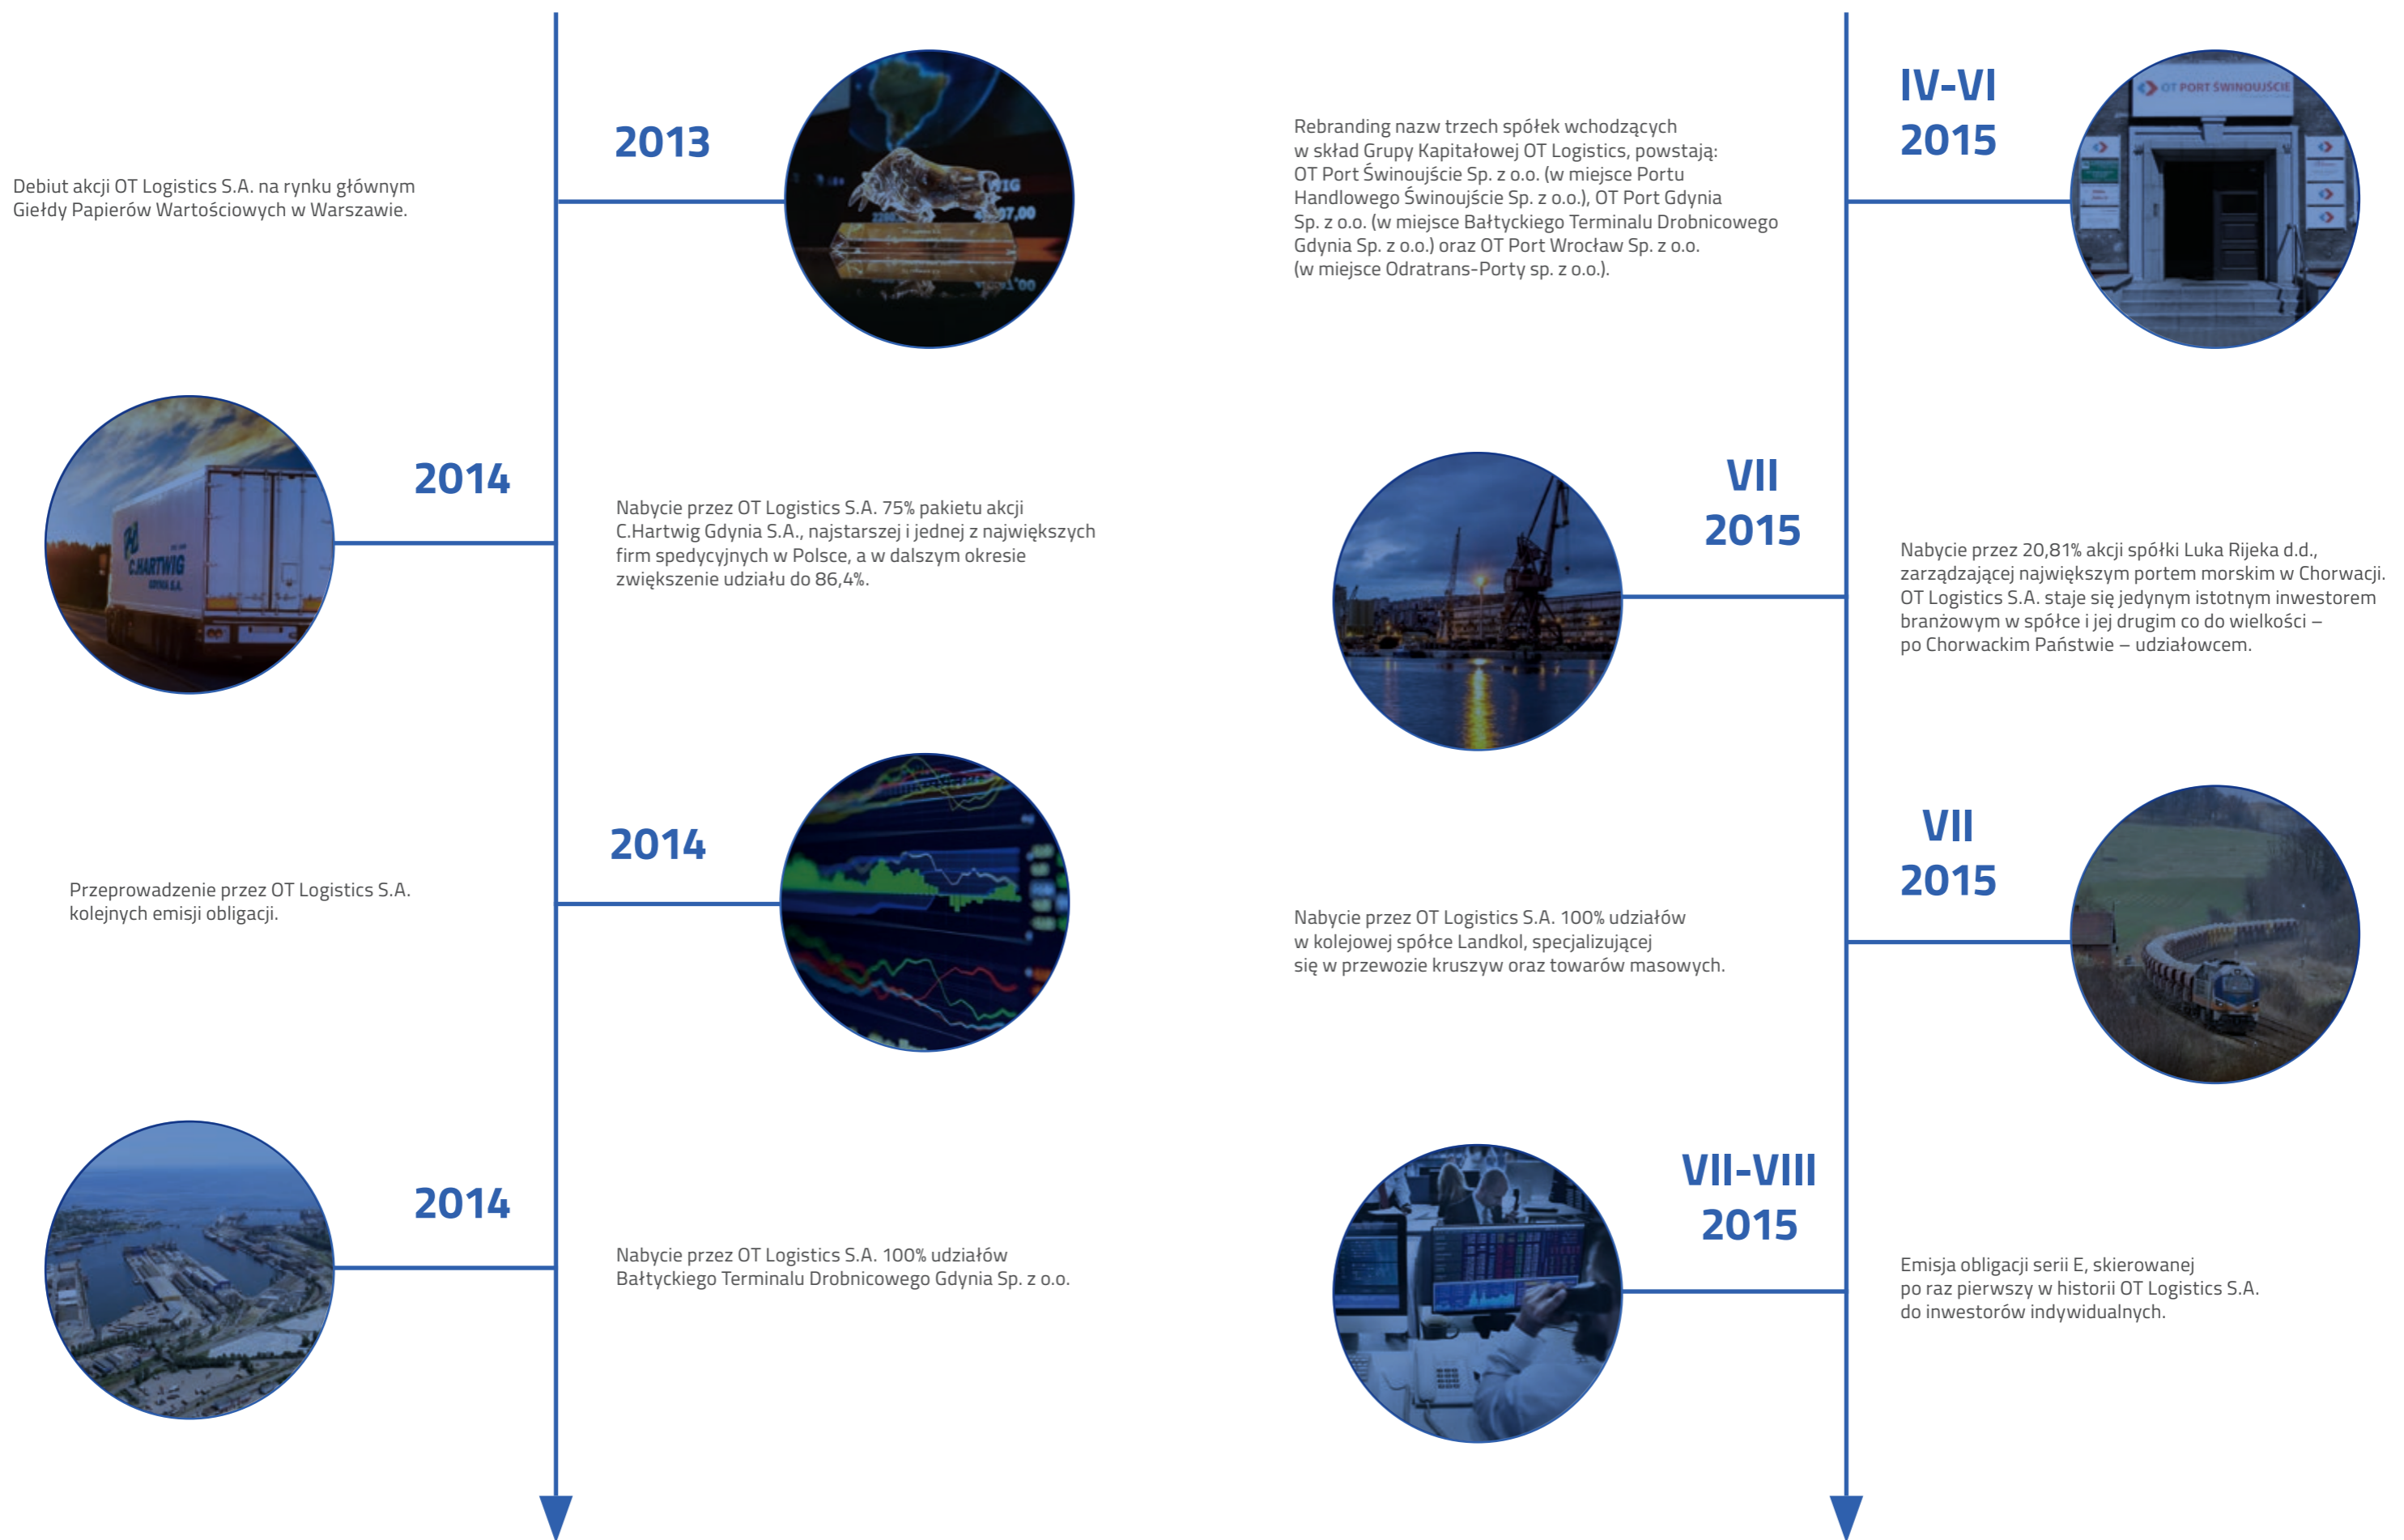 2013
Debiut akcji OT Logistics S.A. na rynku głównym
Giełdy Papierów Wartościowych w Warszawie.
WIG
2014
C.HARTWIG
GDYNIA S.A.
Nabycie przez OT Logistics S.A. 75% pakietu akcji
C.Hartwig Gdynia S.A., najstarszej i jednej z największych
firm spedycyjnych w Polsce, a w dalszym okresie
zwiększenie udziału do 86,4%.
2014
Przeprowadzenie przez OT Logistics S.A.
kolejnych emisji obligacji.
2014
Nabycie przez OT Logistics S.A. 100% udziałów
Bałtyckiego Terminalu Drobnicowego Gdynia Sp. z o.o.
IV-VI
2015
OT PORT ŚWINOUJŚCIE
Rebranding nazw trzech spółek wchodzących
w skład Grupy Kapitałowej OT Logistics, powstają:
OT Port Świnoujście Sp. z o.o. (w miejsce Portu
Handlowego Świnoujście Sp. z o.o.), OT Port Gdynia
Sp. z o.o. (w miejsce Bałtyckiego Terminalu Drobnicowego
Gdynia Sp. z o.o.) oraz OT Port Wrocław Sp. z o.o.
(w miejsce Odratrans-Porty sp. z o.o.).
VII
2015
Nabycie przez 20,81% akcji spółki Luka Rijeka d.d.,
zarządzającej największym portem morskim w Chorwacji.
OT Logistics S.A. staje się jedynym istotnym inwestorem
branżowym w spółce i jej drugim co do wielkości –
po Chorwackim Państwie – udziałowcem.
VII
2015
Nabycie przez OT Logistics S.A. 100% udziałów
w kolejowej spółce Landkol, specjalizującej
się w przewozie kruszyw oraz towarów masowych.
VII-VIII
2015
Emisja obligacji serii E, skierowanej
po raz pierwszy w historii OT Logistics S.A.
do inwestorów indywidualnych.